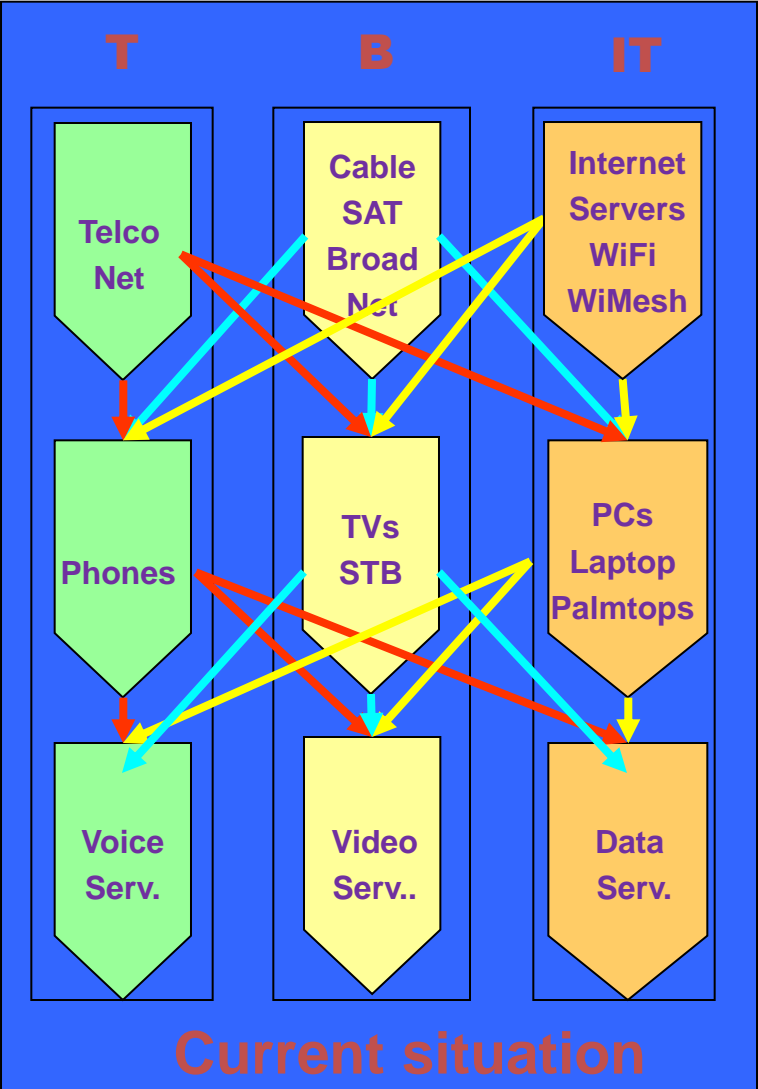 T B IT
Telco
Net
Cable
SAT
Broad
Net
Internet
Servers
WiFi
WiMesh
Phones
TVs
STB
PCs
Laptop
Palmtops
Voice
Serv.
Video
Serv..
Data
Serv.
Current situation